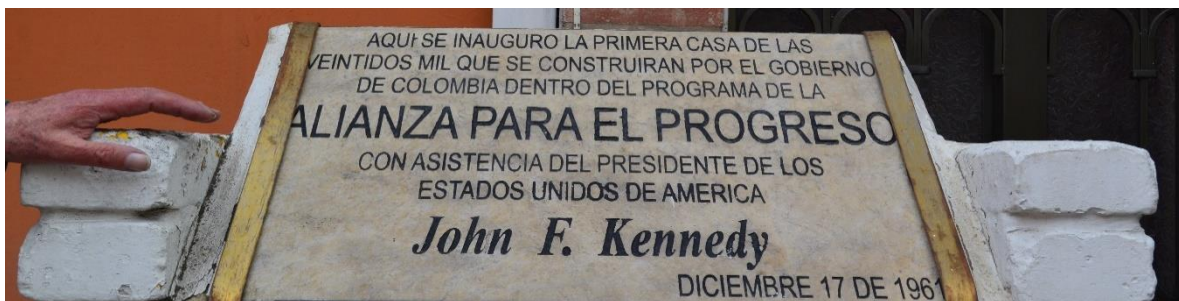 AQUI SE INAUGURO LA PRIMERA CASA DE LAS
VEINTIDOS MIL QUE SE CONSTRUIRAN POR EL GOBIERNO
DE COLOMBIA DENTRO DEL PROGRAMA DE LA
ALIANZA PARA EL PROGRESO
CON ASISTENCIA DEL PRESIDENTE DE LOS
ESTADOS UNIDOS DE AMERICA
John F. Kennedy
DICIEMBRE 17 DE 1961